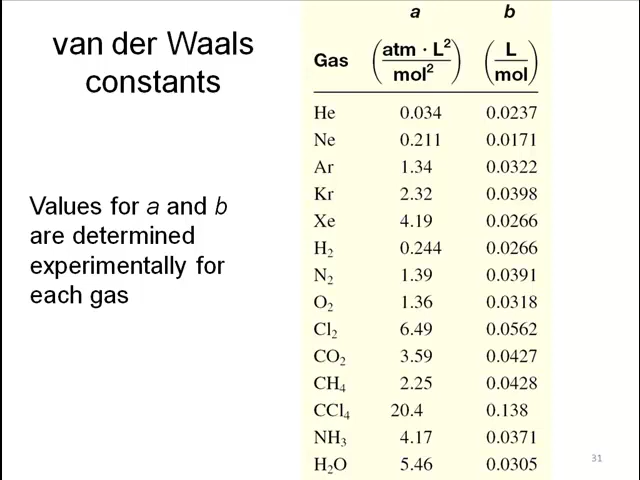 van der Waals
constants
Values for a and b
are determined
experimentally for
each gas
a b
Gas (atm · L²/mol²) (L/mol)
He 0.034 0.0237
Ne 0.211 0.0171
Ar 1.34 0.0322
Kr 2.32 0.0398
Xe 4.19 0.0266
H₂ 0.244 0.0266
N₂ 1.39 0.0391
O₂ 1.36 0.0318
Cl₂ 6.49 0.0562
CO₂ 3.59 0.0427
CH₄ 2.25 0.0428
CCl₄ 20.4 0.138
NH₃ 4.17 0.0371
H₂O 5.46 0.0305
31